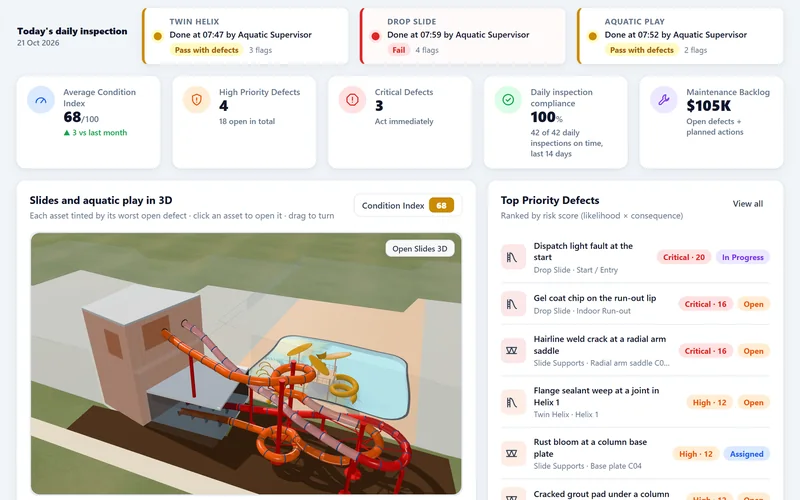 Today's daily inspection
21 Oct 2026
TWIN HELIX
Done at 07:47 by Aquatic Supervisor
Pass with defects 3 flags
DROP SLIDE
Done at 07:59 by Aquatic Supervisor
Fail 4 flags
AQUATIC PLAY
Done at 07:52 by Aquatic Supervisor
Pass with defects 2 flags
Average Condition
Index
68/100
▲ 3 vs last month
High Priority Defects
4
18 open in total
Critical Defects
3
Act immediately
Daily inspection
compliance
100%
42 of 42 daily
inspections on time,
last 14 days
Maintenance Backlog
$105K
Open defects +
planned actions
Slides and aquatic play in 3D
Each asset tinted by its worst open defect · click an asset to open it · drag to turn
Condition Index 68
Open Slides 3D
Top Priority Defects
Ranked by risk score (likelihood × consequence)
View all
Dispatch light fault at the
start
Drop Slide · Start / Entry
Critical · 20 In Progress
Gel coat chip on the run-out lip
Drop Slide · Indoor Run-out
Critical · 16 Open
Hairline weld crack at a radial arm
saddle
Slide Supports · Radial arm saddle C0...
Critical · 16 Open
Flange sealant weep at a joint in
Helix 1
Twin Helix · Helix 1
High · 12 Open
Rust bloom at a column base
plate
Slide Supports · Base plate C04
High · 12 Assigned
Cracked grout pad under a column
High · 12 Open